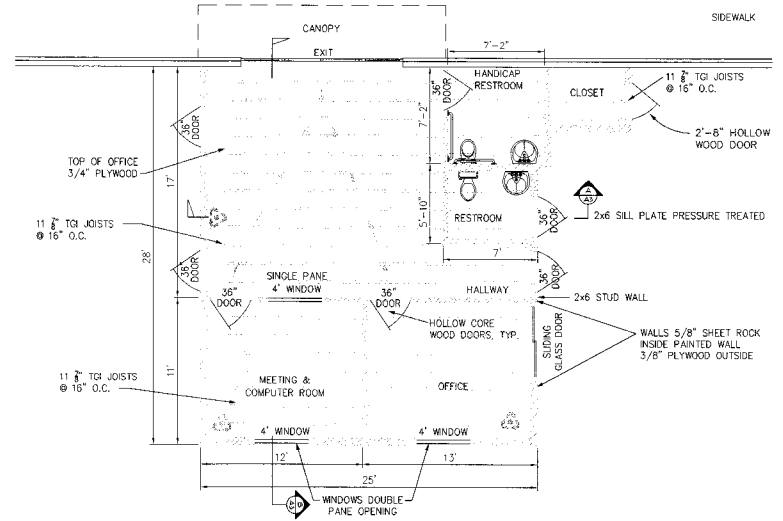 SIDEWALK
CANOPY
EXIT
7'-2"
HANDICAP
RESTROOM
CLOSET
11 7/8" TGI JOISTS
@ 16" O.C.
36"
DOOR
36"
DOOR
7'-2"
2'-8" HOLLOW
WOOD DOOR
TOP OF OFFICE
3/4" PLYWOOD
17'
28'
5'-10"
RESTROOM
36"
DOOR
A
A3
2x6 SILL PLATE PRESSURE TREATED
11 7/8" TGI JOISTS
@ 16" O.C.
7'
36"
DOOR
SINGLE PANE
4' WINDOW
HALLWAY
36"
DOOR
36"
DOOR
36"
DOOR
2x6 STUD WALL
HOLLOW CORE
WOOD DOORS, TYP.
SLIDING
GLASS DOOR
WALLS 5/8" SHEET ROCK
INSIDE PAINTED WALL
3/8" PLYWOOD OUTSIDE
11'
11 7/8" TGI JOISTS
@ 16" O.C.
MEETING &
COMPUTER ROOM
OFFICE
4' WINDOW
4' WINDOW
12'
13'
25'
WINDOWS DOUBLE
PANE OPENING